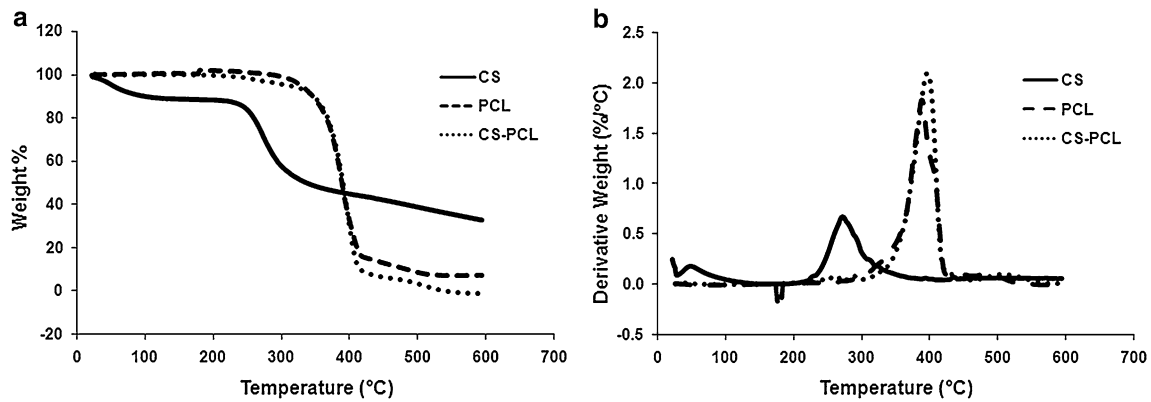 a
120
100
80
60
40
20
0
-20
Weight %
0 100 200 300 400 500 600 700
Temperature (°C)
CS
PCL
CS-PCL
b
2.5
2.0
1.5
1.0
0.5
0.0
-0.5
Derivative Weight (%/°C)
0 100 200 300 400 500 600 700
Temperature (°C)
CS
PCL
CS-PCL